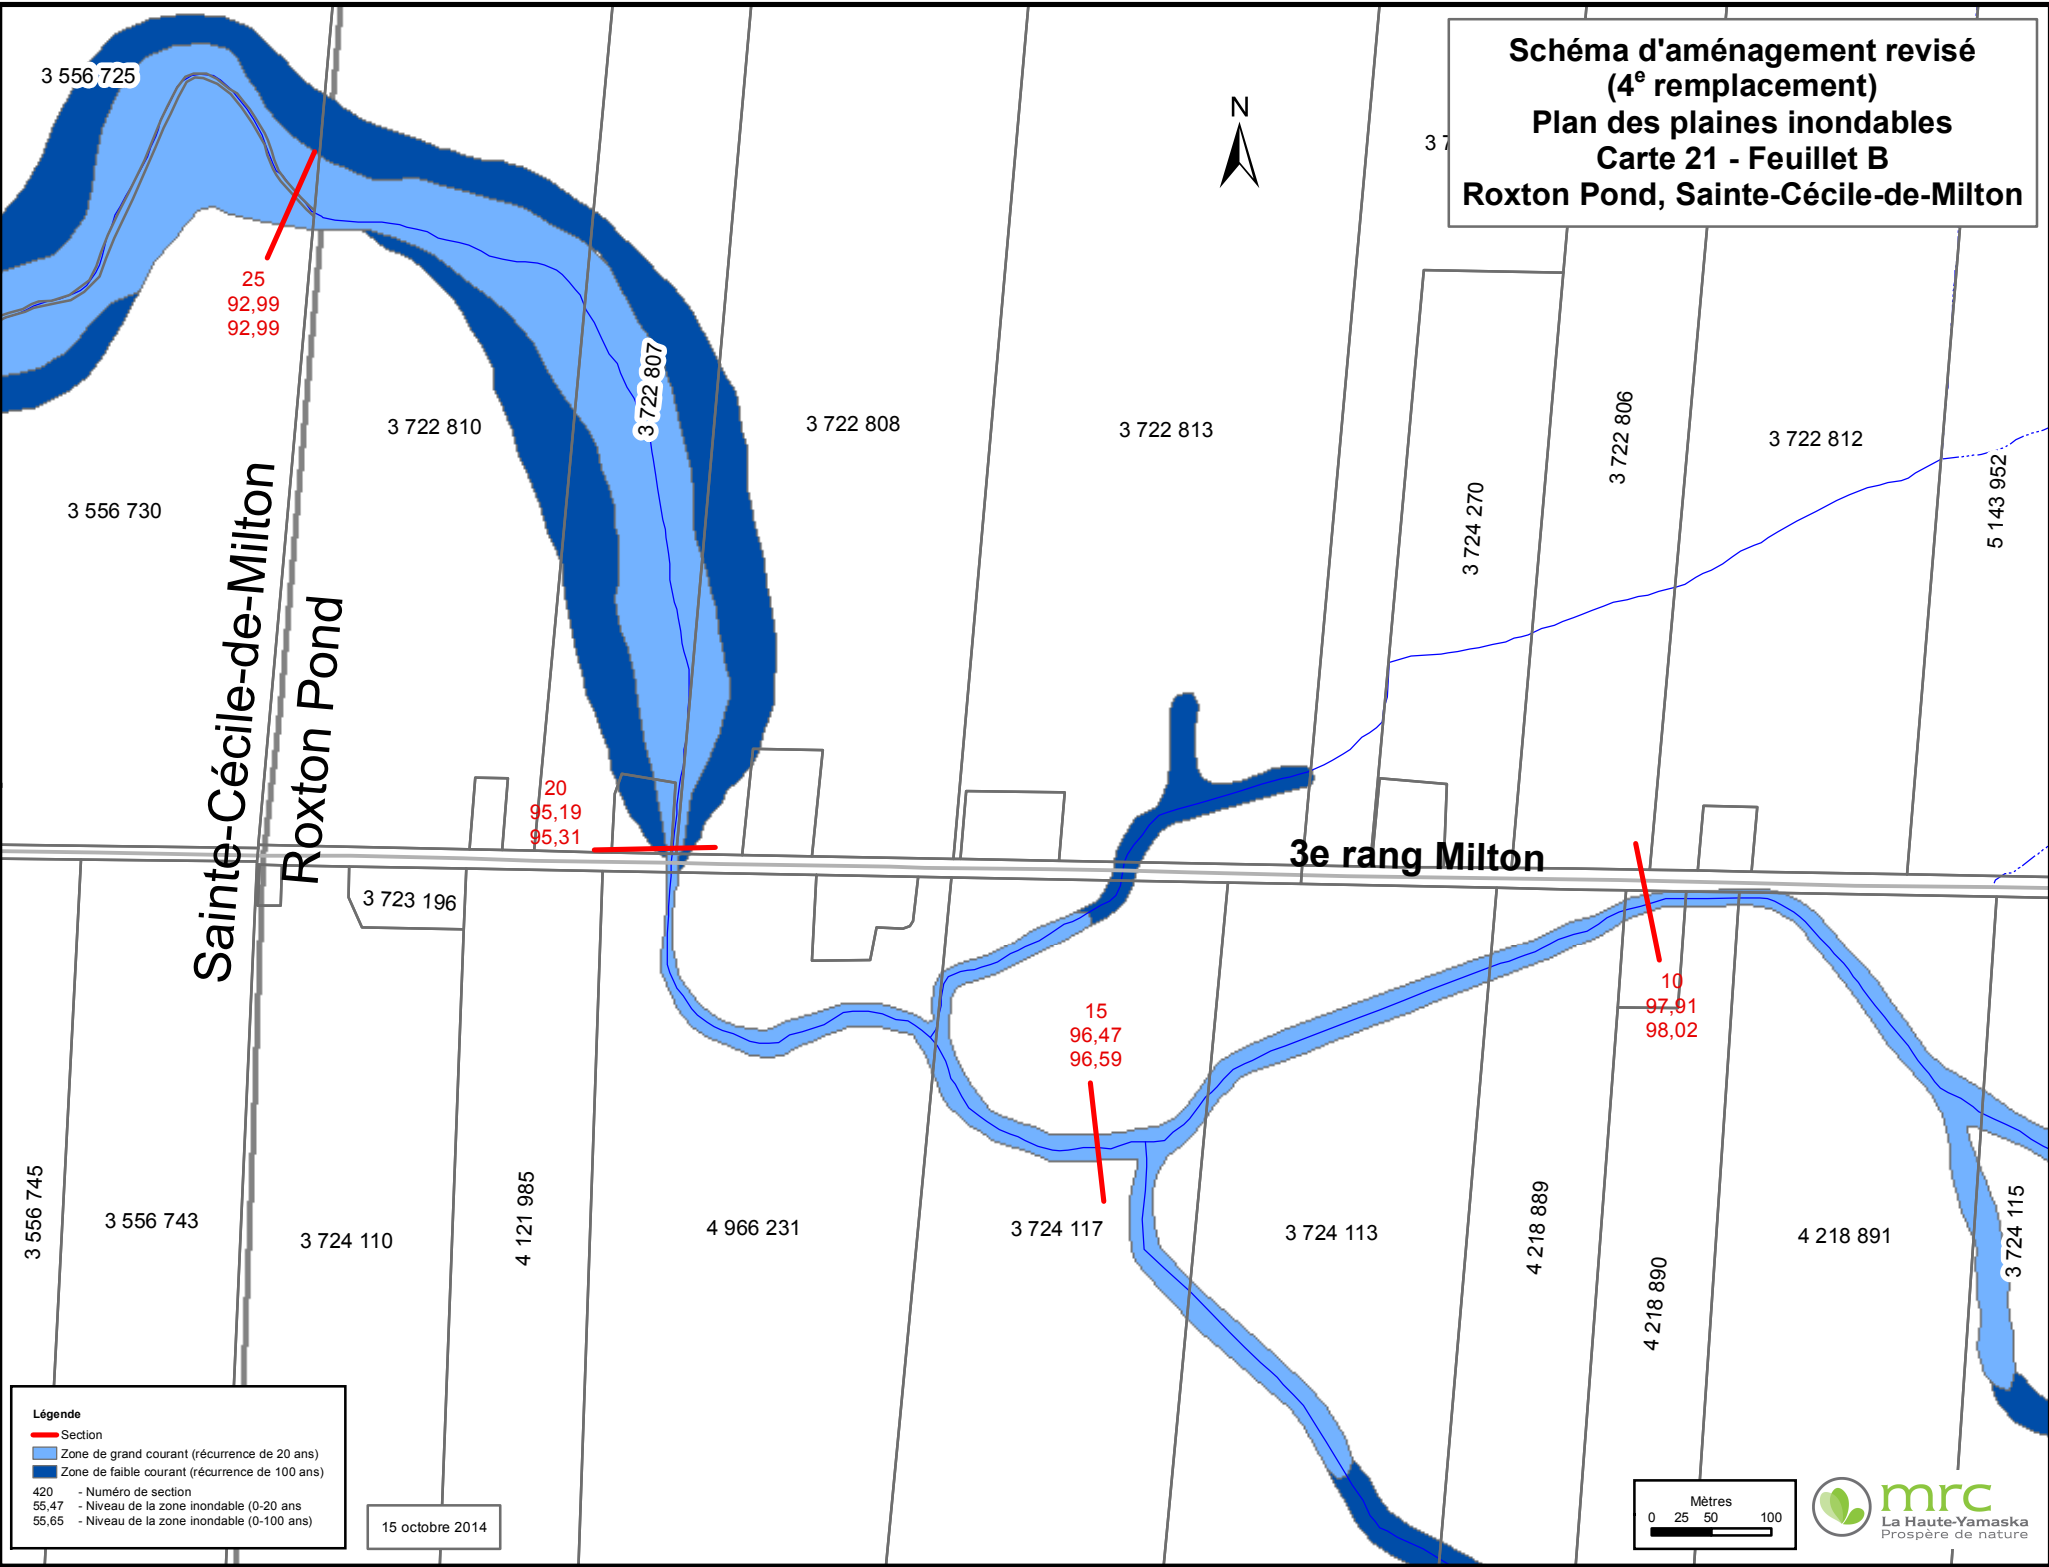 Schéma d'aménagement revisé
(4e remplacement)
Plan des plaines inondables
Carte 21 - Feuillet B
Roxton Pond, Sainte-Cécile-de-Milton
3 556 725
N
3 7
25
92,99
92,99
3 722 807
3 722 810
3 722 808
3 722 813
3 722 806
3 722 812
3 724 270
5 143 952
3 556 730
Sainte-Cécile-de-Milton
Roxton Pond
20
95,19
95,31
3e rang Milton
3 723 196
10
97,91
98,02
15
96,47
96,59
3 556 745
3 556 743
3 724 110
4 121 985
4 966 231
3 724 117
3 724 113
4 218 889
4 218 890
4 218 891
3 724 115
Légende
Section
Zone de grand courant (récurrence de 20 ans)
Zone de faible courant (récurrence de 100 ans)
420 - Numéro de section
55,47 - Niveau de la zone inondable (0-20 ans
55,65 - Niveau de la zone inondable (0-100 ans)
15 octobre 2014
Mètres
0 25 50 100
mrc
La Haute-Yamaska
Prospère de nature